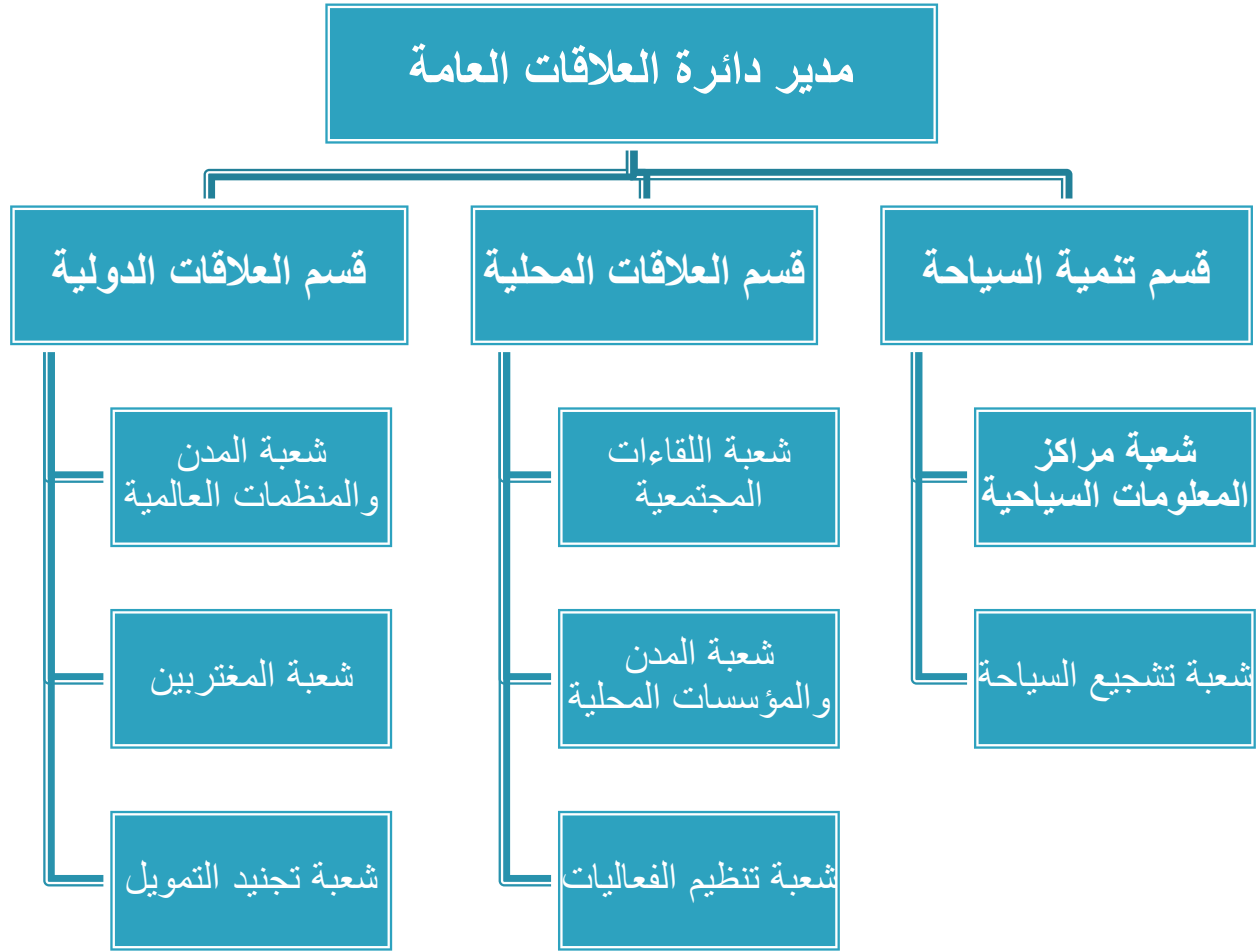 مدير دائرة العلاقات العامة
قسم تنمية السياحة
قسم العلاقات المحلية
قسم العلاقات الدولية
شعبة مراكز
المعلومات السياحية
شعبة اللقاءات
المجتمعية
شعبة المدن
والمنظمات العالمية
شعبة تشجيع السياحة
شعبة المدن
والمؤسسات المحلية
شعبة المغتربين
شعبة تنظيم الفعاليات
شعبة تجنيد التمويل